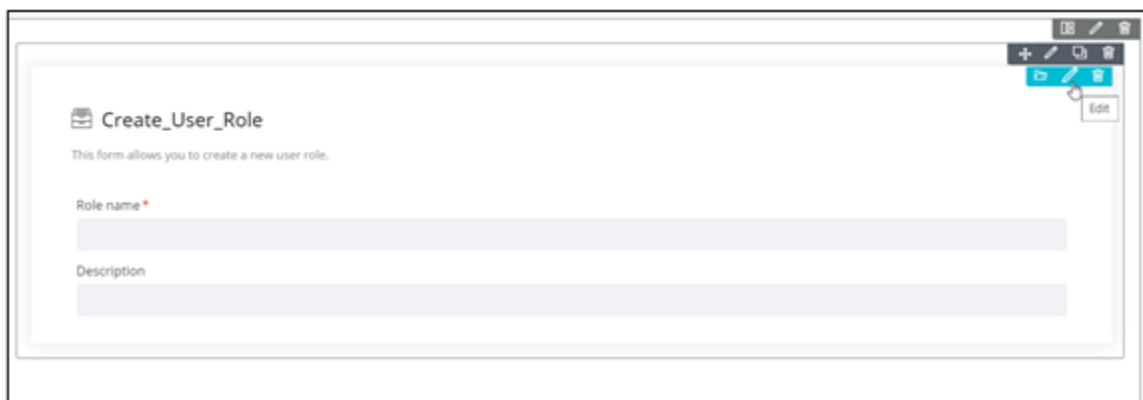 Edit
Create_User_Role
This form allows you to create a new user role.
Role name*
Description